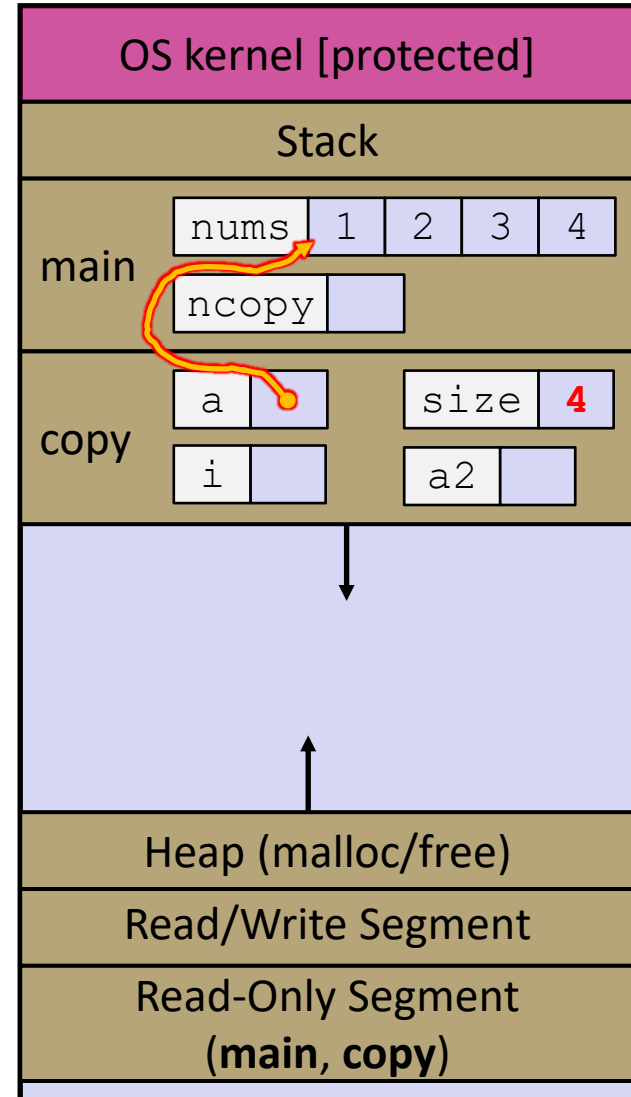 OS kernel [protected]
Stack
main
nums 1 2 3 4
ncopy
copy
a size 4
i a2
Heap (malloc/free)
Read/Write Segment
Read-Only Segment
(main, copy)